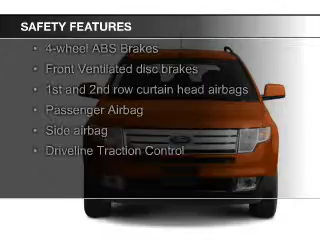 SAFETY FEATURES
• 4-wheel ABS Brakes
• Front Ventilated disc brakes
• 1st and 2nd row curtain head airbags
• Passenger Airbag
• Side airbag
• Driveline Traction Control